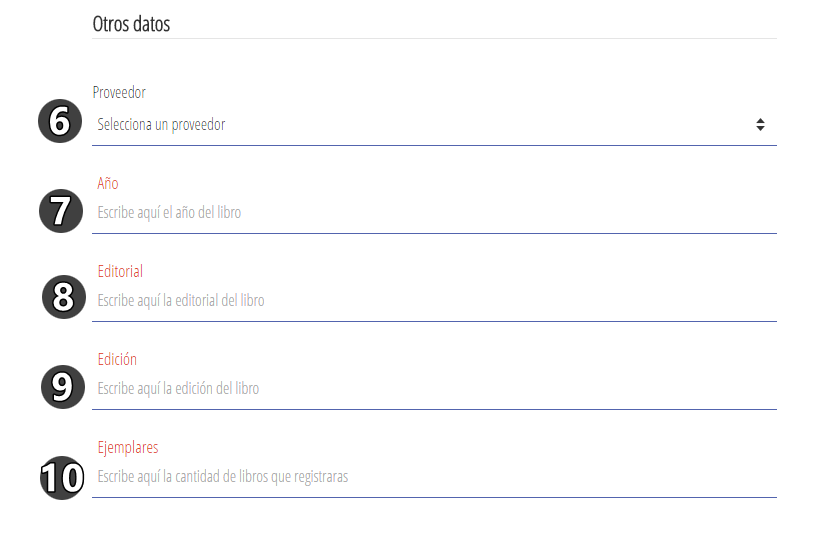 Otros datos
Proveedor
6
Selecciona un proveedor
Año
7
Escribe aquí el año del libro
Editorial
8
Escribe aquí la editorial del libro
Edición
9
Escribe aquí la edición del libro
Ejemplares
10
Escribe aquí la cantidad de libros que registraras